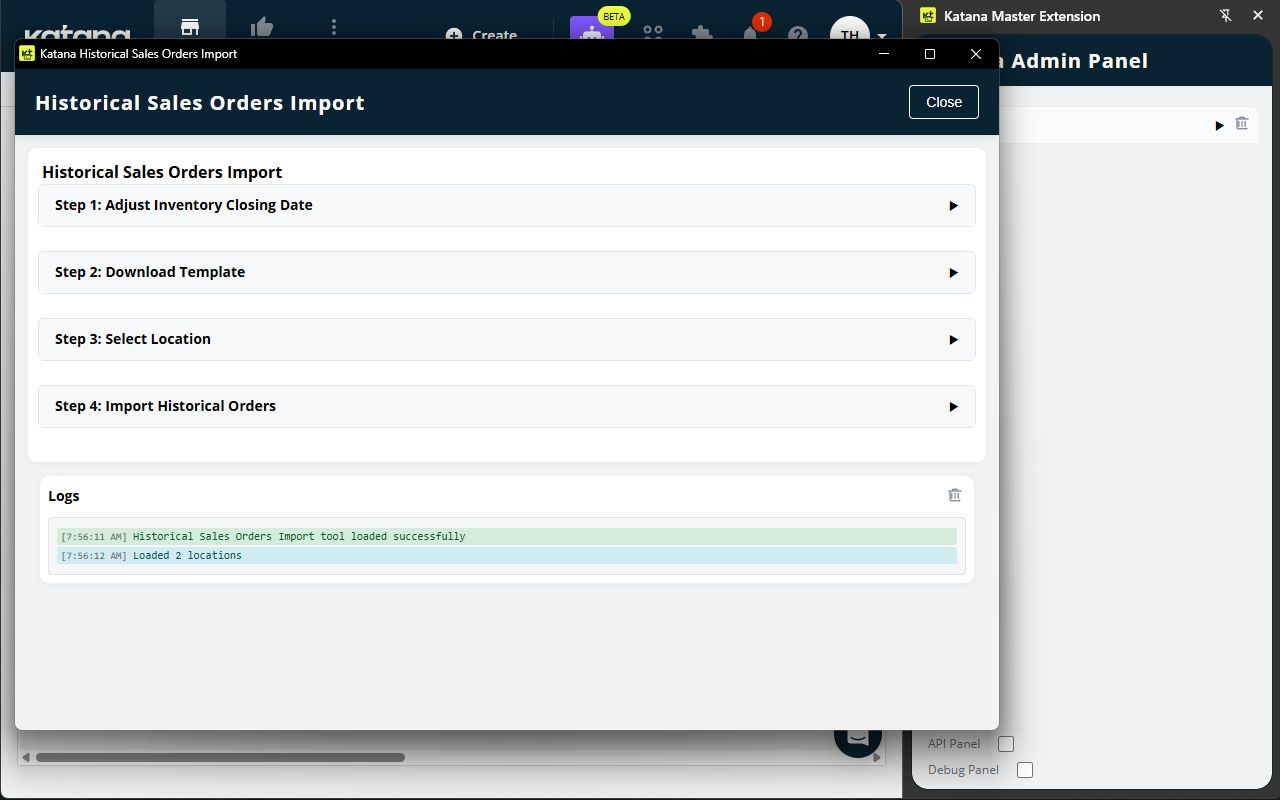 katana
Create
BETA
1
?
TH
Katana Master Extension
Admin Panel
Katana Historical Sales Orders Import
Historical Sales Orders Import
Close
Historical Sales Orders Import
Step 1: Adjust Inventory Closing Date
Step 2: Download Template
Step 3: Select Location
Step 4: Import Historical Orders
Logs
[7:56:11 AM] Historical Sales Orders Import tool loaded successfully
[7:56:12 AM] Loaded 2 locations
API Panel
Debug Panel